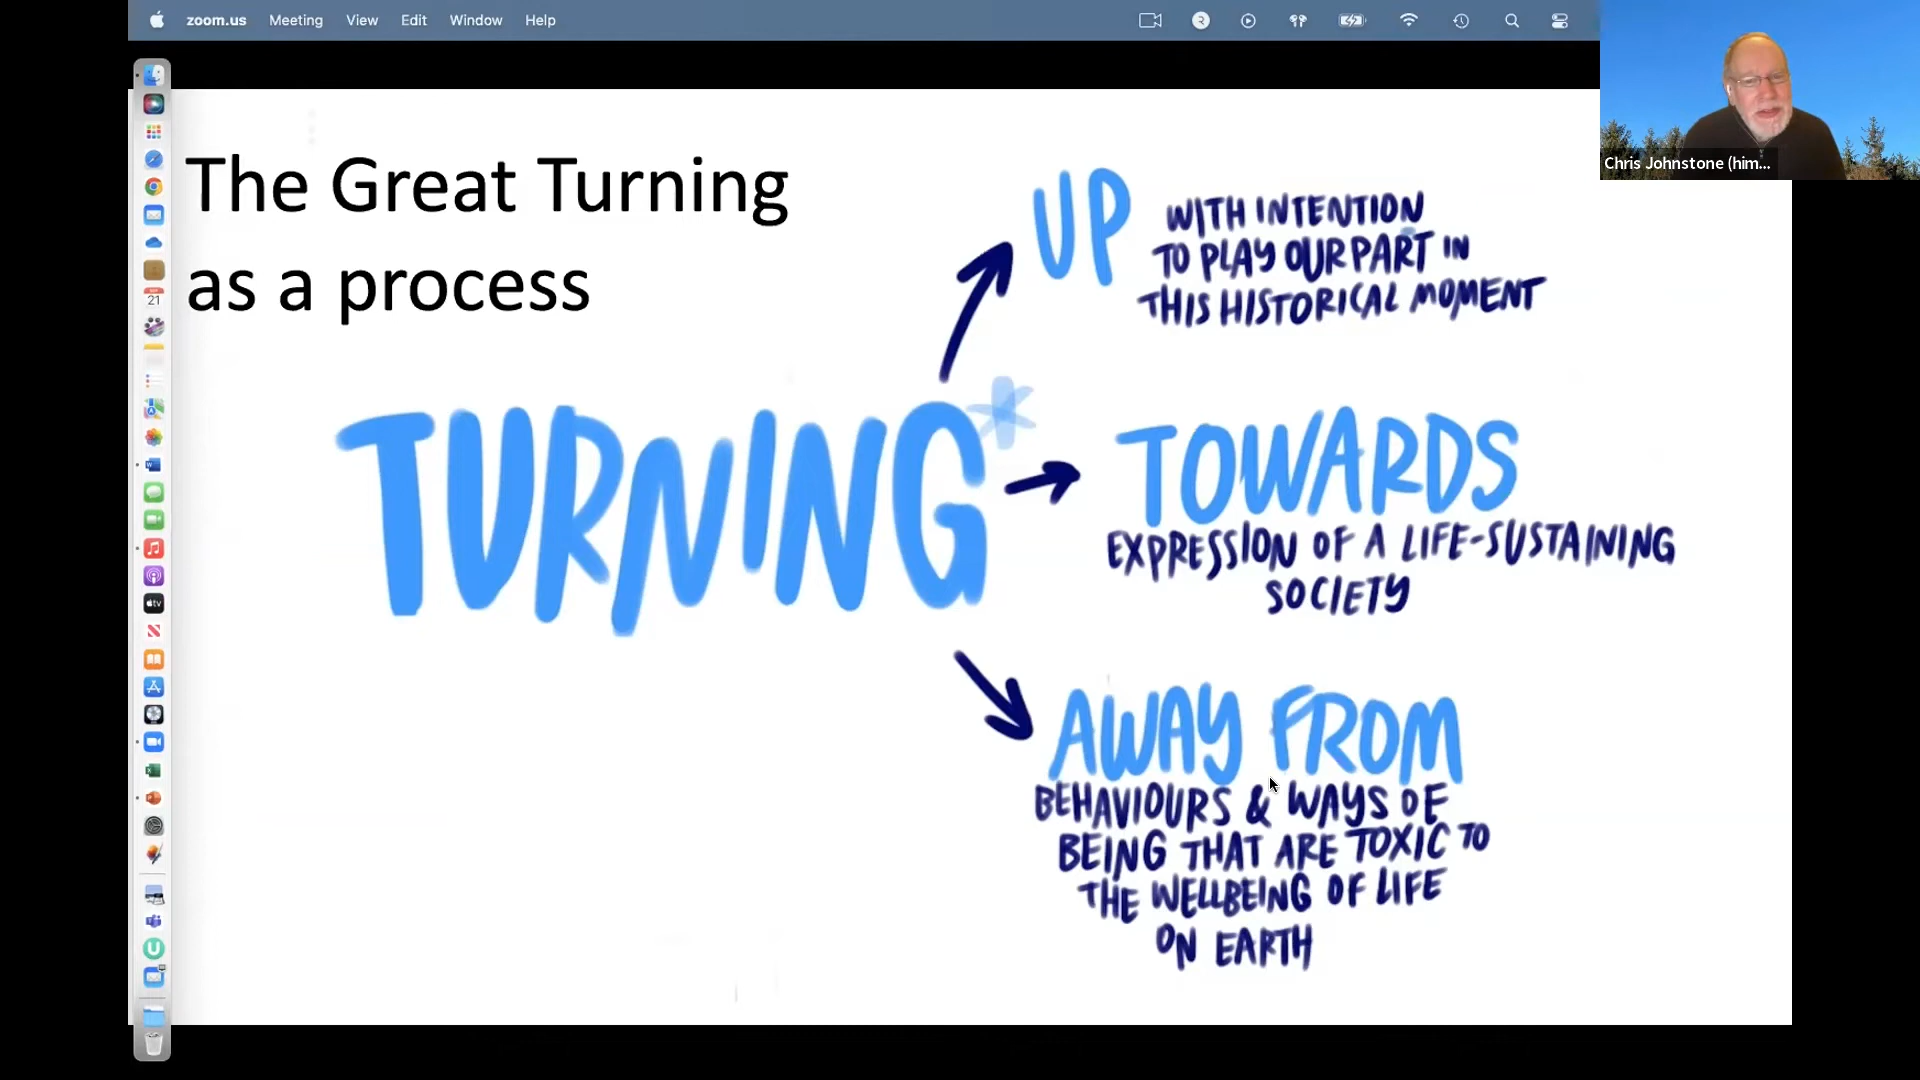 zoom.us Meeting View Edit Window Help
Chris Johnstone (him...
The Great Turning
as a process
TURNING*
UP
WITH INTENTION
TO PLAY OUR PART IN
THIS HISTORICAL MOMENT
TOWARDS
EXPRESSION OF A LIFE-SUSTAINING
SOCIETY
AWAY FROM
BEHAVIOURS & WAYS OF
BEING THAT ARE TOXIC TO
THE WELLBEING OF LIFE
ON EARTH
21
tv